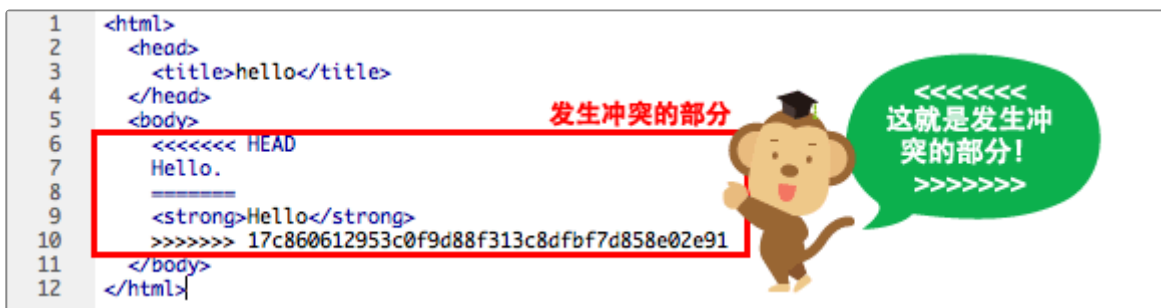 1 <html>
2 <head>
3 <title>hello</title>
4 </head>
5 <body>
6 <<<<<<< HEAD
7 Hello.
8 =======
9 <strong>Hello</strong>
10 >>>>>>> 17c860612953c0f9d88f313c8dfbf7d858e02e91
11 </body>
12 </html>
发生冲突的部分
<<<<<<<
这就是发生冲
突的部分!
>>>>>>>